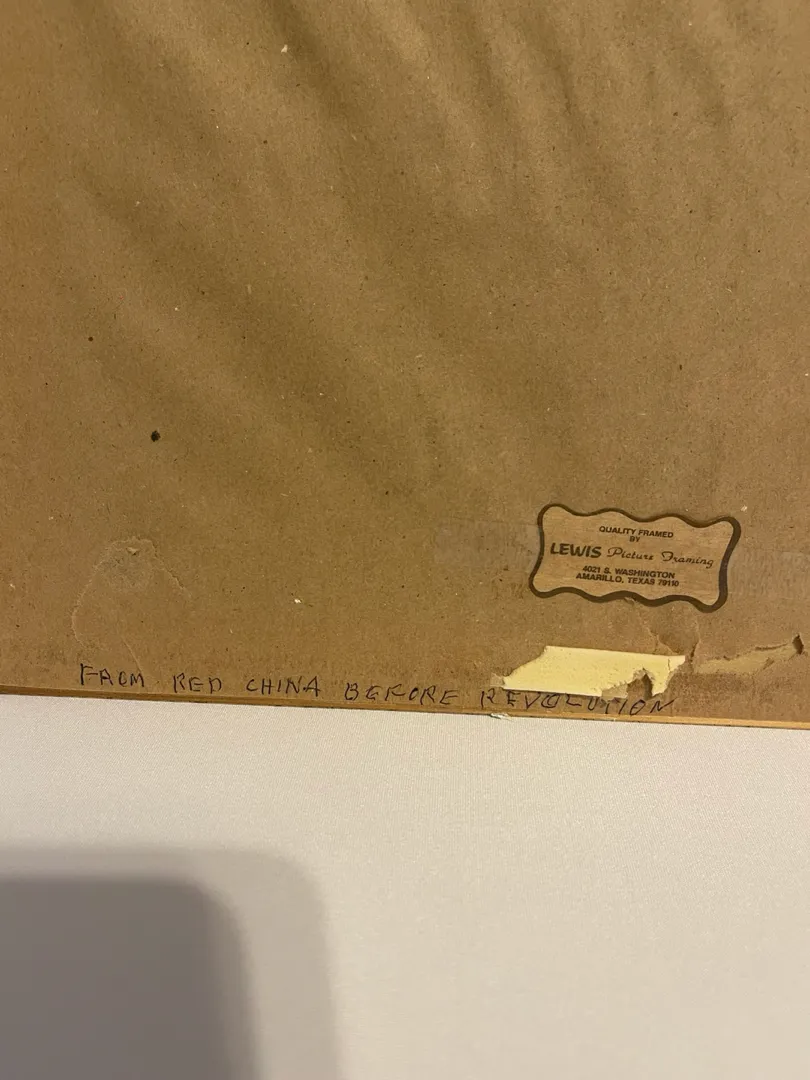 QUALITY FRAMED
BY
LEWIS Picture Framing
4021 S. WASHINGTON
AMARILLO, TEXAS 79110
FROM RED CHINA BEFORE REVOLUTION